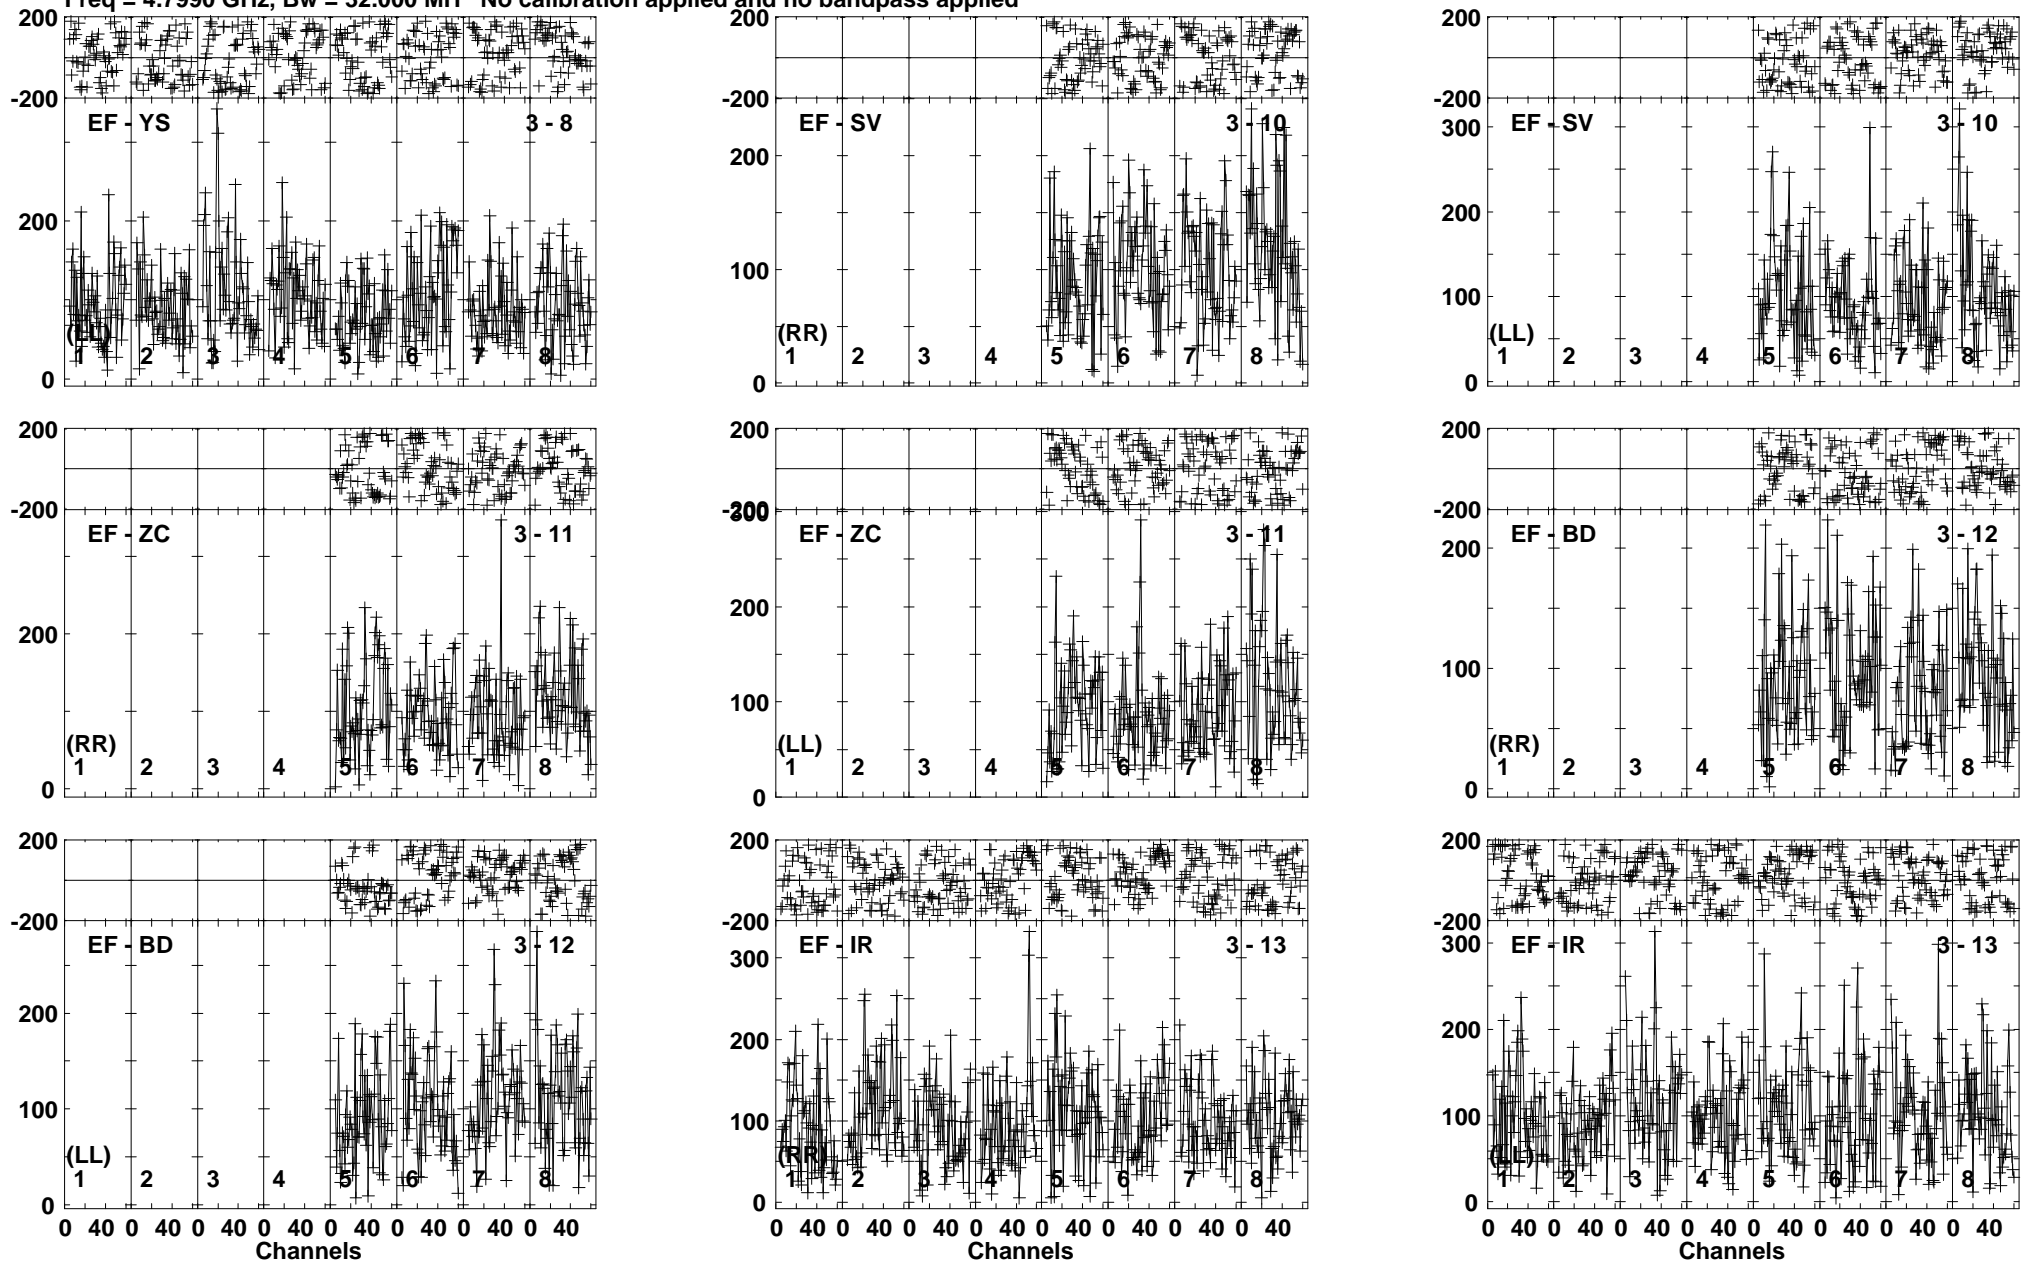 Freq = 4.7990 GHz, Bw = 32.000 MH No calibration applied and no bandpass applied
200 200 200
-200 -200 -200
EF - YS 3 - 8 EF - SV 3 - 10 EF - SV 3 - 10
300
200 200 200
100 100
(LL) (RR) (LL)
1 2 3 4 5 6 7 8 1 2 3 4 5 6 7 8 1 2 3 4 5 6 7 8
0 0 0
200 200 200
-200 -200 -200
300
EF - ZC 3 - 11 EF - ZC 3 - 11 EF - BD 3 - 12
200 200 200
100 100
(RR) (LL) (RR)
1 2 3 4 5 6 7 8 1 2 3 4 5 6 7 8 1 2 3 4 5 6 7 8
0 0 0
200 200 200
-200 -200 -200
EF - BD 3 - 12 EF - IR 3 - 13 EF - IR 3 - 13
300 300
200 200 200
100 100 100
(LL) (RR) (LL)
1 2 3 4 5 6 7 8 1 2 3 4 5 6 7 8 1 2 3 4 5 6 7 8
0 0 0
0 40 0 40 0 40 0 40 0 40 0 40 0 40 0 40 0 40 0 40 0 40 0 40 0 40 0 40 0 40 0 40 0 40 0 40 0 40 0 40 0 40 0 40 0 40 0 40
Channels Channels Channels